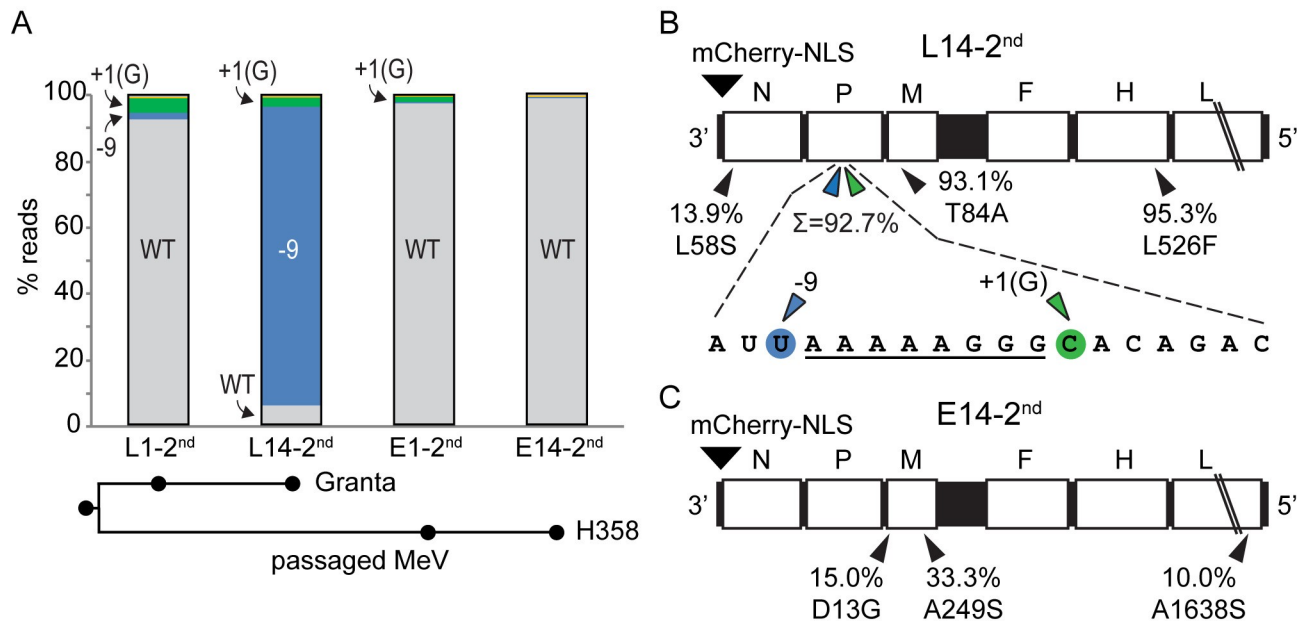 A
+1(G)
+1(G)
+1(G)
100
80
60
40
20
0
% reads
-9
WT
-9
WT
WT
WT
L1-2nd
L14-2nd
E1-2nd
E14-2nd
Granta
H358
passaged MeV
B
L14-2nd
mCherry-NLS
N P M F H L
3’ 5’
13.9%
L58S
Σ=92.7%
93.1%
T84A
95.3%
L526F
-9
+1(G)
A U U A A A A A G G G C A C A G A C
C
E14-2nd
mCherry-NLS
N P M F H L
3’ 5’
15.0%
D13G
33.3%
A249S
10.0%
A1638S